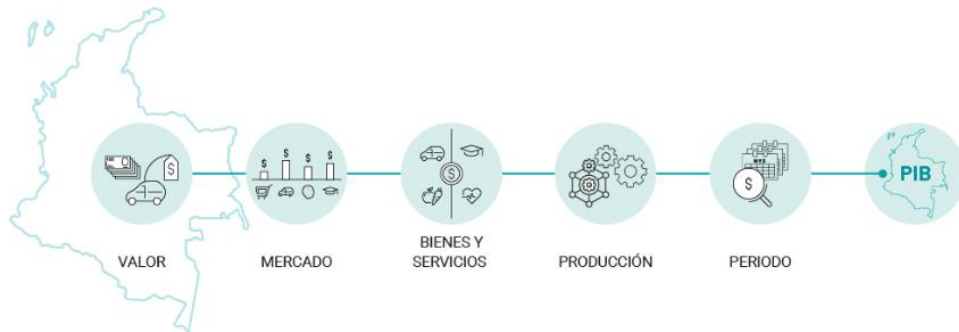 VALOR
MERCADO
BIENES Y
SERVICIOS
PRODUCCIÓN
PERIODO
PIB
$
$
$
$
$
$
$